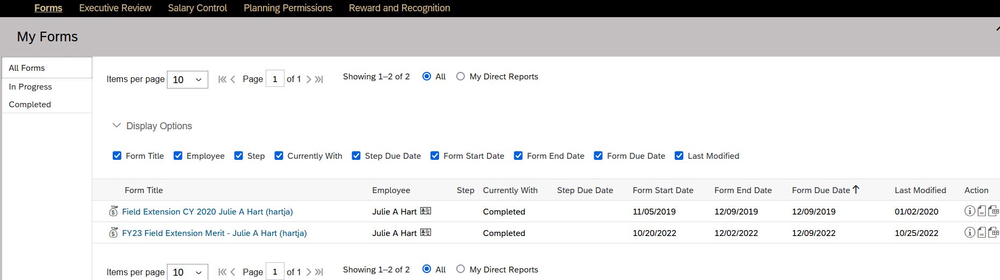 Forms Executive Review Salary Control Planning Permissions Reward and Recognition
My Forms
All Forms
In Progress
Completed
Items per page 10 Page 1 of 1 Showing 1–2 of 2 All My Direct Reports
Display Options
Form Title Employee Step Currently With Step Due Date Form Start Date Form End Date Form Due Date Last Modified
Form Title Employee Step Currently With Step Due Date Form Start Date Form End Date Form Due Date Last Modified Action
Field Extension CY 2020 Julie A Hart (hartja) Julie A Hart Completed 11/05/2019 12/09/2019 12/09/2019 01/02/2020
FY23 Field Extension Merit - Julie A Hart (hartja) Julie A Hart Completed 10/20/2022 12/02/2022 12/09/2022 10/25/2022
Items per page 10 Page 1 of 1 Showing 1–2 of 2 All My Direct Reports